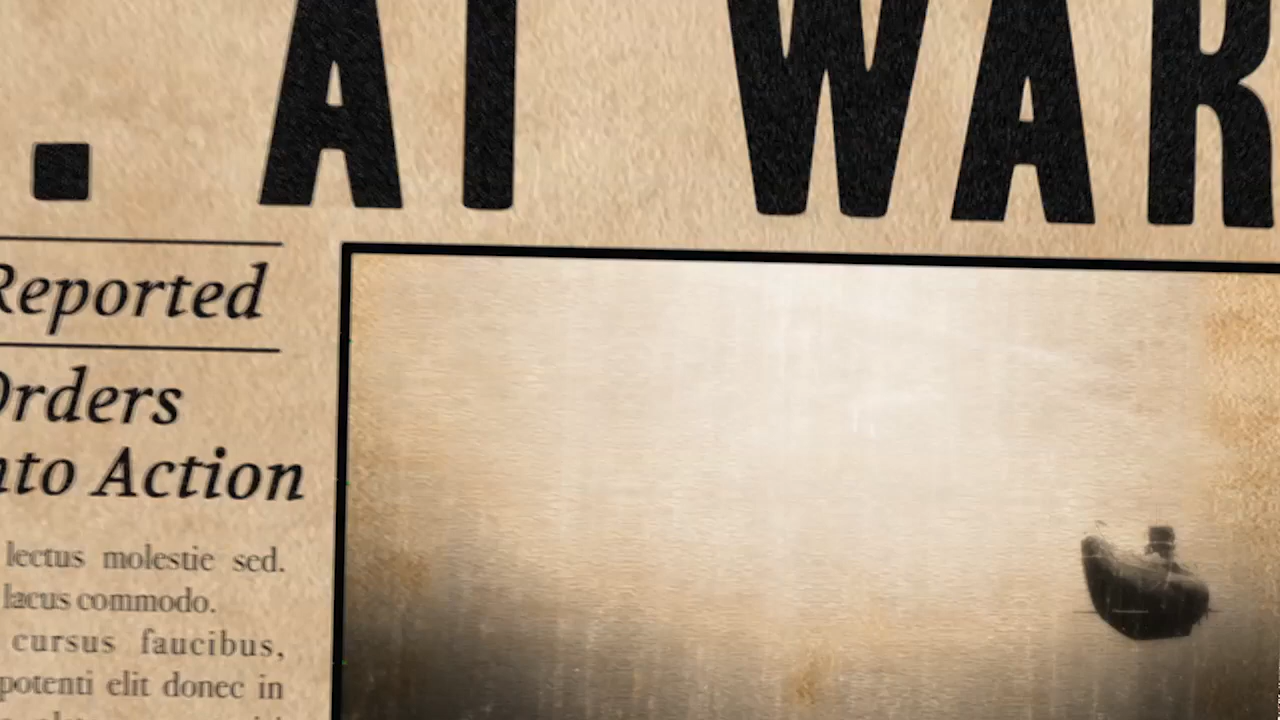 . AT WAR
Reported
Orders
nto Action
lectus molestie sed.
lacus commodo.
cursus faucibus,
potenti elit donec in